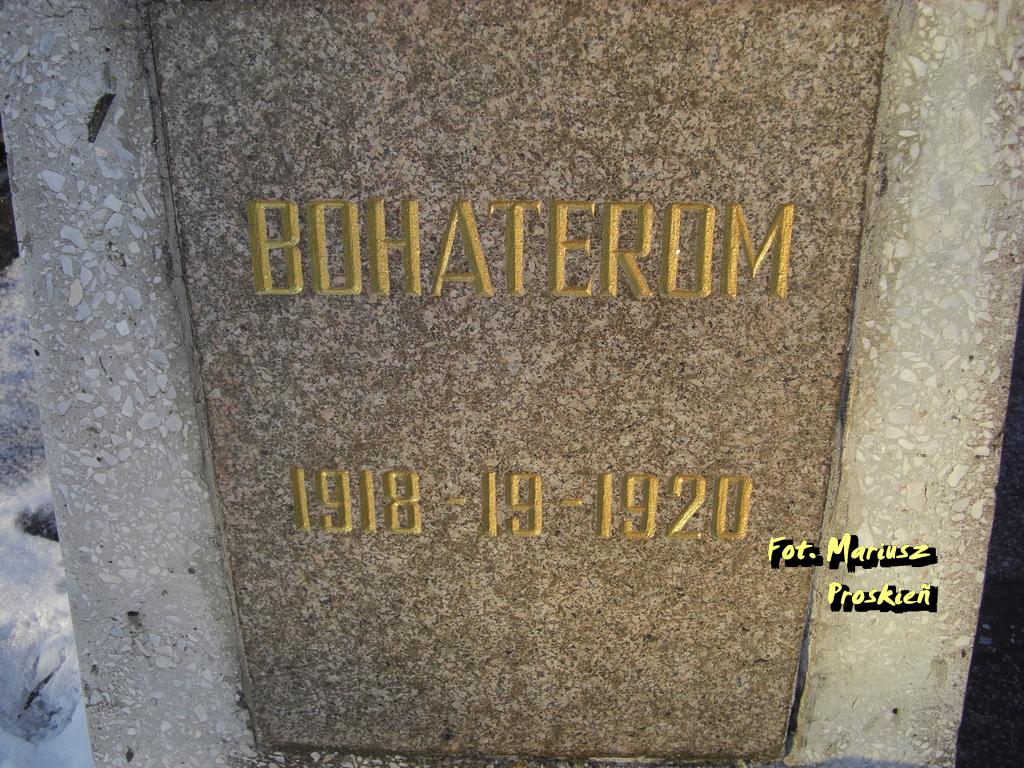 BOHATEROM
1918-19-1920
Fot. Mariusz
Proskień